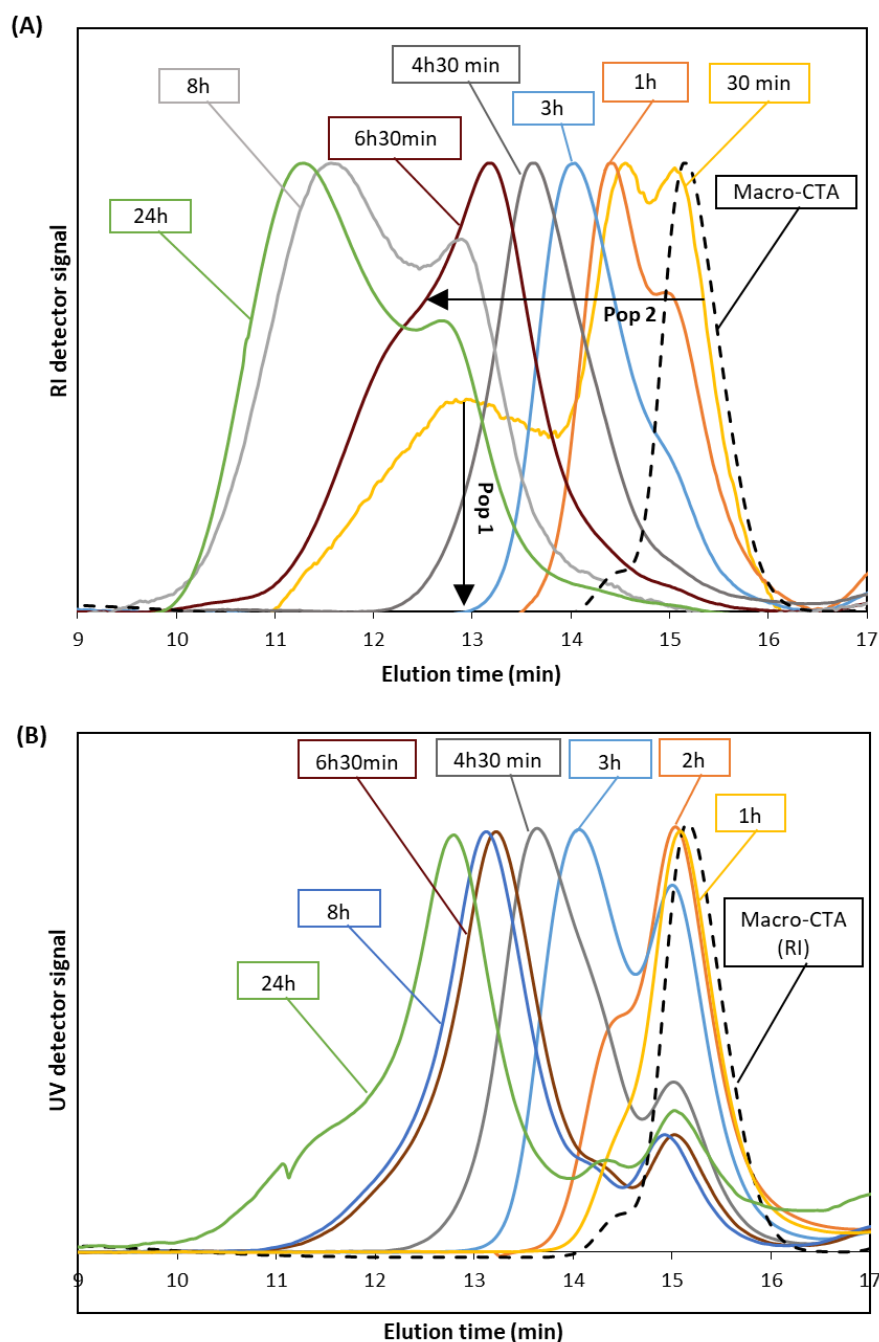 (A)
4h30 min
1h
30 min
8h
3h
6h30min
Macro-CTA
24h
Pop 2
Pop 1
RI detector signal
9 10 11 12 13 14 15 16 17
Elution time (min)
(B)
6h30min
4h30 min
3h
2h
1h
8h
Macro-CTA
(RI)
24h
UV detector signal
9 10 11 12 13 14 15 16 17
Elution time (min)